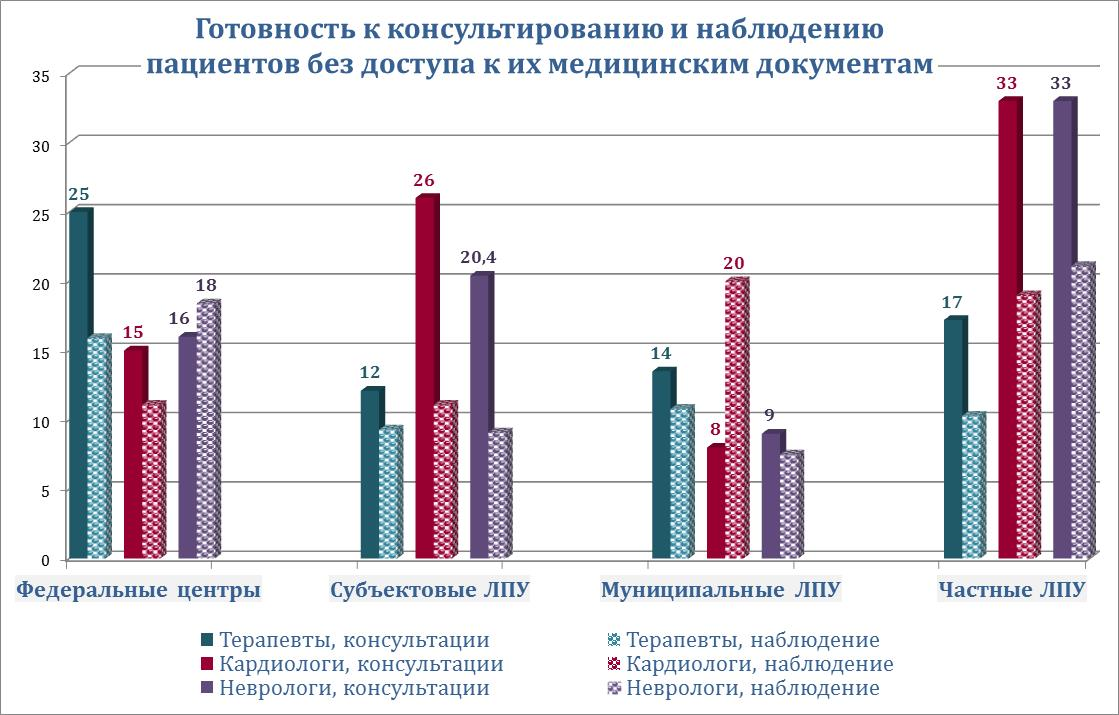 Готовность к консультированию и наблюдению
пациентов без доступа к их медицинским документам
35
30
25
20
15
10
5
0
25
15
16
18
12
26
20,4
14
8
20
9
17
33
33
Федеральные центры
Субъектовые ЛПУ
Муниципальные ЛПУ
Частные ЛПУ
Терапевты, консультации
Терапевты, наблюдение
Кардиологи, консультации
Кардиологи, наблюдение
Неврологи, консультации
Неврологи, наблюдение